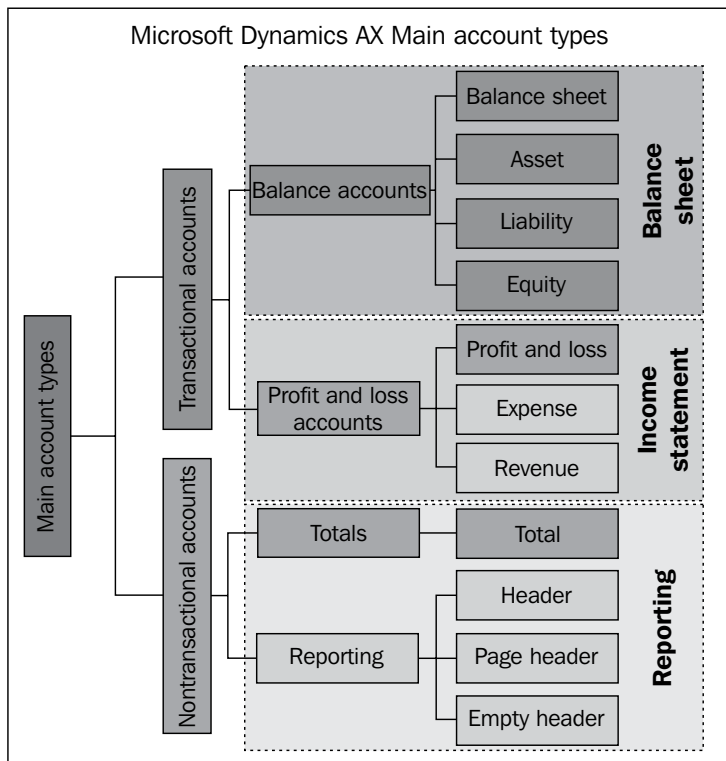 Microsoft Dynamics AX Main account types
Main account types
Transactional accounts
Balance accounts
Balance sheet
Asset
Liability
Equity
Balance
sheet
Profit and loss
accounts
Profit and loss
Expense
Revenue
Income
statement
Nontransactional accounts
Totals
Total
Reporting
Header
Page header
Empty header
Reporting